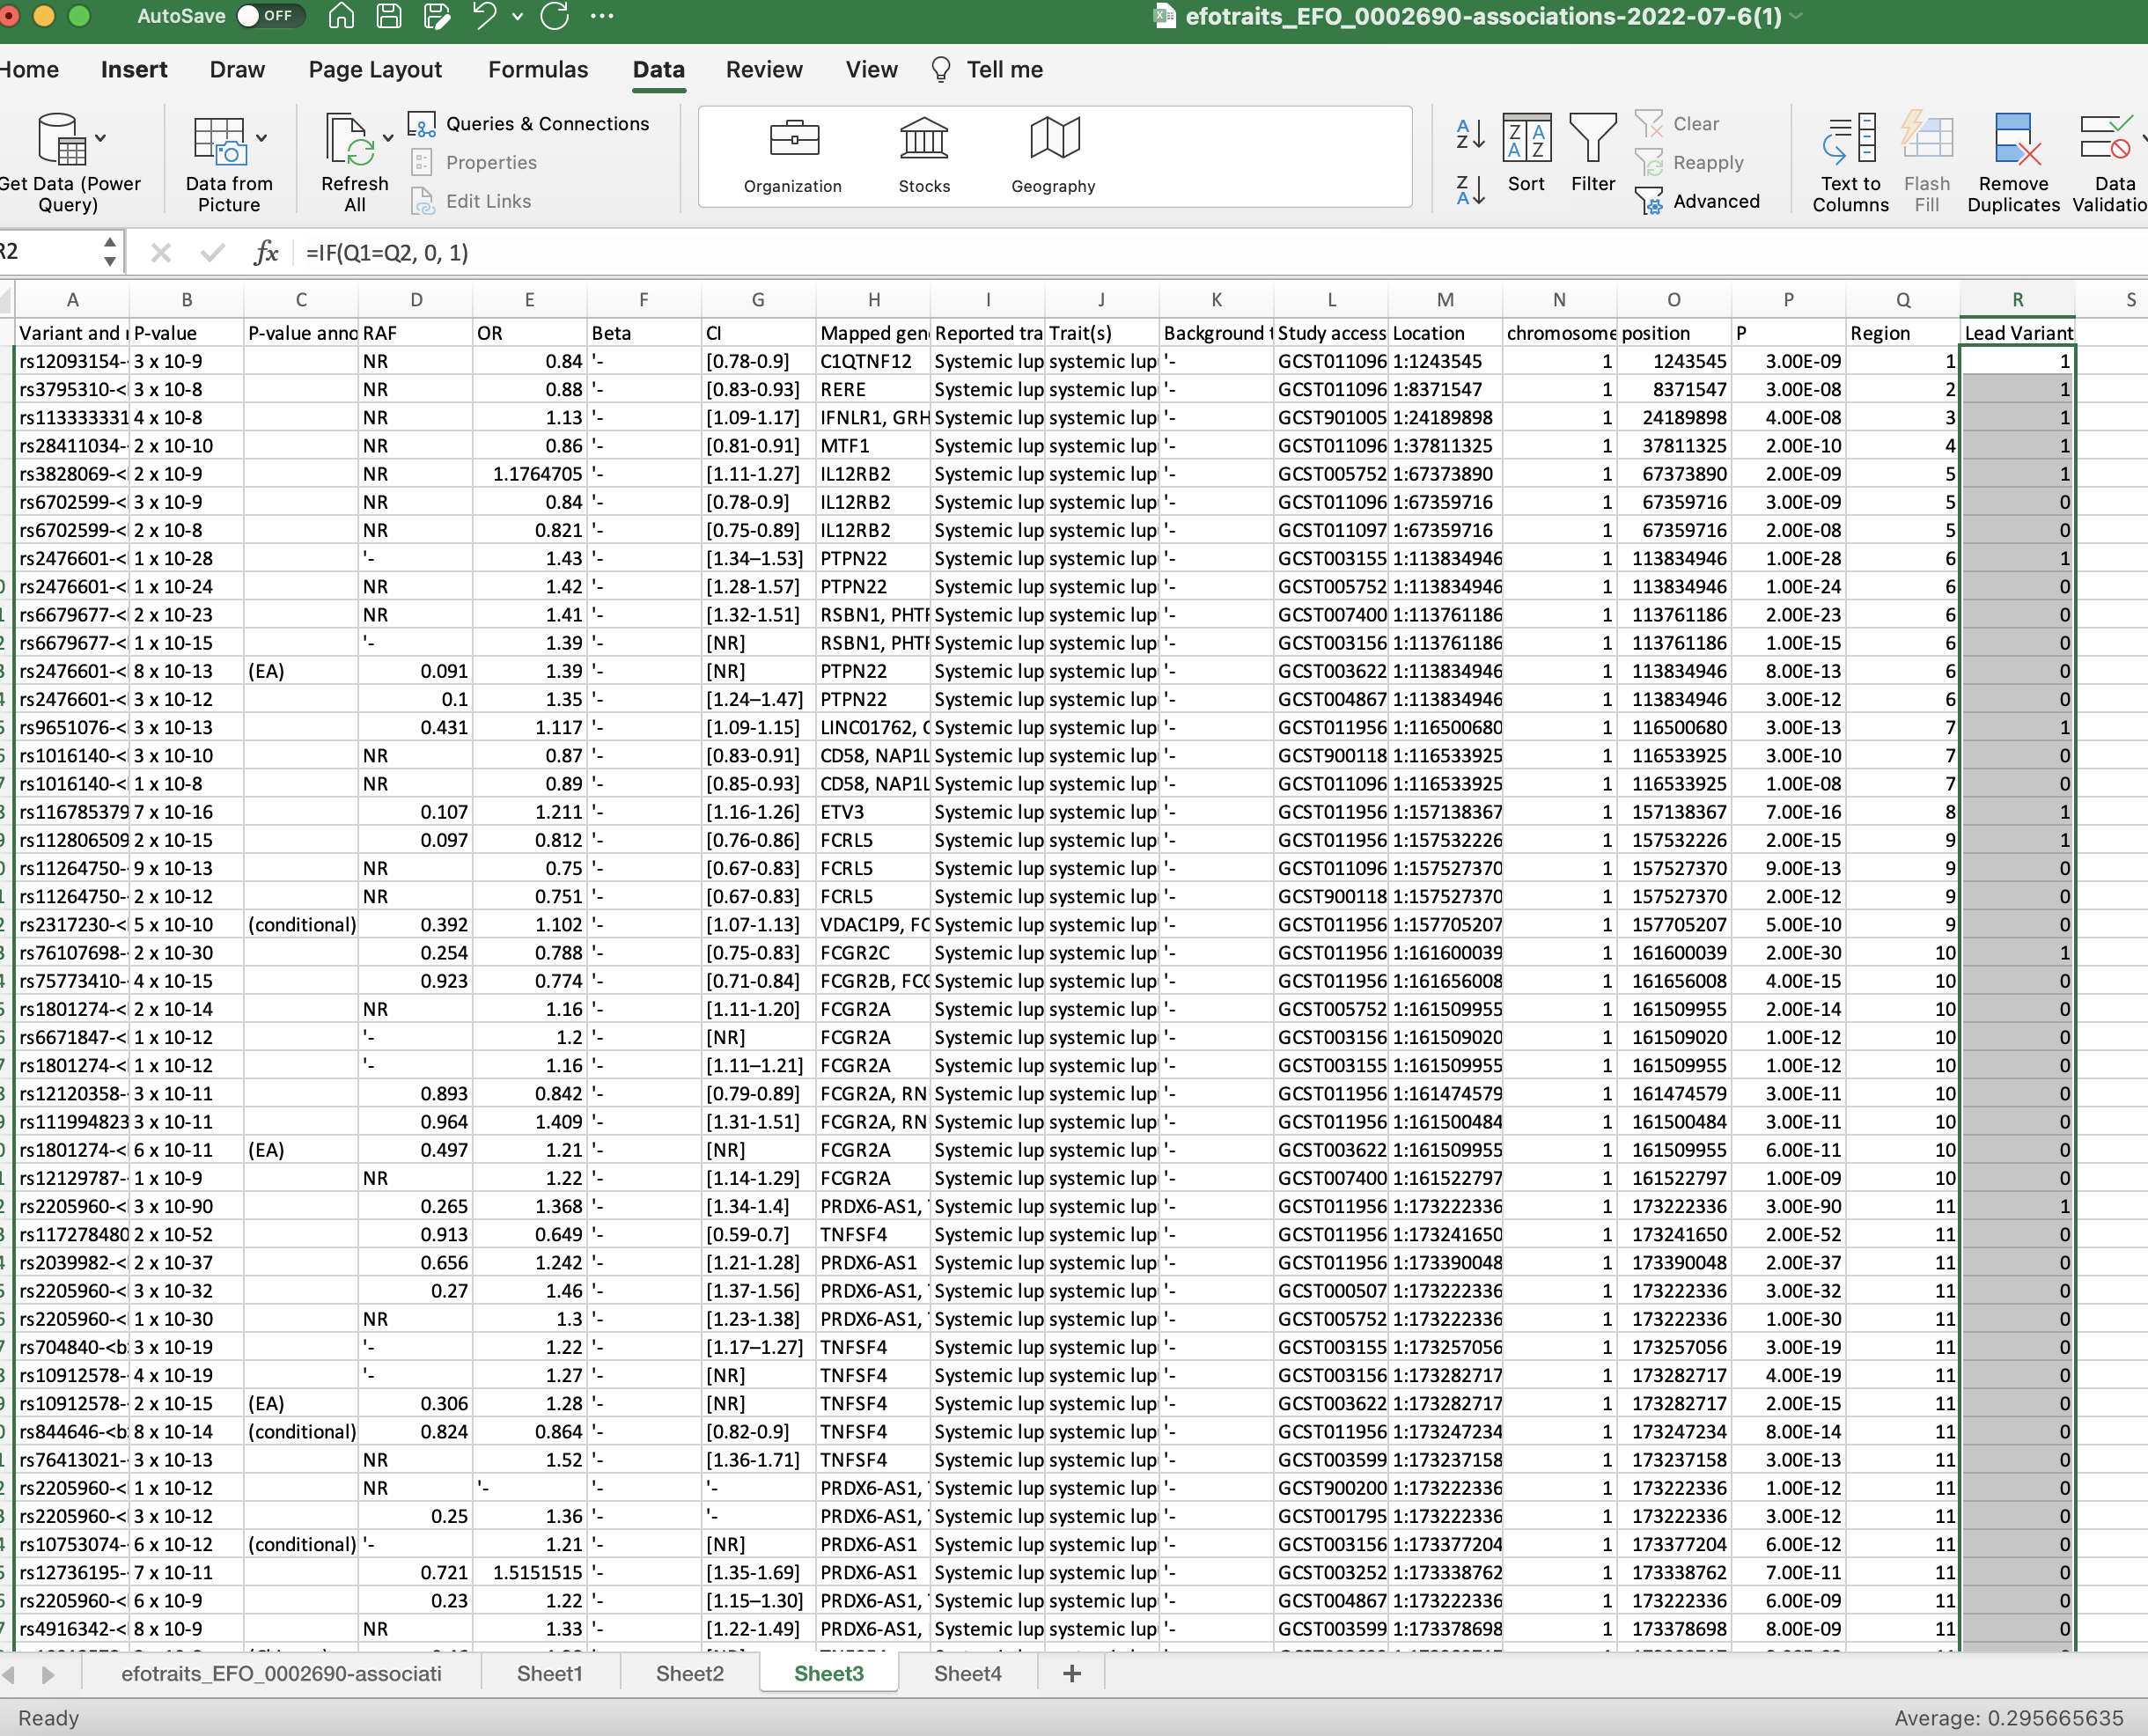 AutoSave OFF efotraits_EFO_0002690-associations-2022-07-6(1)
Home Insert Draw Page Layout Formulas Data Review View Tell me
Get Data (Power Query) Data from Picture Refresh All Queries & Connections Properties Edit Links Organization Stocks Geography Sort Filter Clear Reapply Advanced Text to Columns Flash Fill Remove Duplicates Data Validatio
R2 fx =IF(Q1=Q2, 0, 1)
A B C D E F G H I J K L M N O P Q R S
Variant and P-value P-value anno RAF OR Beta CI Mapped gen Reported tra Trait(s) Background Study access Location chromosome position P Region Lead Variant
rs12093154- 3 x 10-9 NR 0.84 '- [0.78-0.9] C1QTNF12 Systemic lup systemic lup '- GCST011096 1:1243545 1 1243545 3.00E-09 1 1
rs3795310-< 3 x 10-8 NR 0.88 '- [0.83-0.93] RERE Systemic lup systemic lup '- GCST011096 1:8371547 1 8371547 3.00E-08 2 1
rs113333331 4 x 10-8 NR 1.13 '- [1.09-1.17] IFNLR1, GRH Systemic lup systemic lup '- GCST901005 1:24189898 1 24189898 4.00E-08 3 1
rs28411034- 2 x 10-10 NR 0.86 '- [0.81-0.91] MTF1 Systemic lup systemic lup '- GCST011096 1:37811325 1 37811325 2.00E-10 4 1
rs3828069-< 2 x 10-9 NR 1.1764705 '- [1.11-1.27] IL12RB2 Systemic lup systemic lup '- GCST005752 1:67373890 1 67373890 2.00E-09 5 1
rs6702599-< 3 x 10-9 NR 0.84 '- [0.78-0.9] IL12RB2 Systemic lup systemic lup '- GCST011096 1:67359716 1 67359716 3.00E-09 5 0
rs6702599-< 2 x 10-8 NR 0.821 '- [0.75-0.89] IL12RB2 Systemic lup systemic lup '- GCST011097 1:67359716 1 67359716 2.00E-08 5 0
rs2476601-< 1 x 10-28 '- 1.43 '- [1.34–1.53] PTPN22 Systemic lup systemic lup '- GCST003155 1:113834946 1 113834946 1.00E-28 6 1
rs2476601-< 1 x 10-24 NR 1.42 '- [1.28-1.57] PTPN22 Systemic lup systemic lup '- GCST005752 1:113834946 1 113834946 1.00E-24 6 0
rs6679677-< 2 x 10-23 NR 1.41 '- [1.32-1.51] RSBN1, PHTF Systemic lup systemic lup '- GCST007400 1:113761186 1 113761186 2.00E-23 6 0
rs6679677-< 1 x 10-15 '- 1.39 '- [NR] RSBN1, PHTF Systemic lup systemic lup '- GCST003156 1:113761186 1 113761186 1.00E-15 6 0
rs2476601-< 8 x 10-13 (EA) 0.091 1.39 '- [NR] PTPN22 Systemic lup systemic lup '- GCST003622 1:113834946 1 113834946 8.00E-13 6 0
rs2476601-< 3 x 10-12 0.1 1.35 '- [1.24–1.47] PTPN22 Systemic lup systemic lup '- GCST004867 1:113834946 1 113834946 3.00E-12 6 0
rs9651076-< 3 x 10-13 0.431 1.117 '- [1.09-1.15] LINC01762, C Systemic lup systemic lup '- GCST011956 1:116500680 1 116500680 3.00E-13 7 1
rs1016140-< 3 x 10-10 NR 0.87 '- [0.83-0.91] CD58, NAP1L Systemic lup systemic lup '- GCST900118 1:116533925 1 116533925 3.00E-10 7 0
rs1016140-< 1 x 10-8 NR 0.89 '- [0.85-0.93] CD58, NAP1L Systemic lup systemic lup '- GCST011096 1:116533925 1 116533925 1.00E-08 7 0
rs116785379 7 x 10-16 0.107 1.211 '- [1.16-1.26] ETV3 Systemic lup systemic lup '- GCST011956 1:157138367 1 157138367 7.00E-16 8 1
rs112806509 2 x 10-15 0.097 0.812 '- [0.76-0.86] FCRL5 Systemic lup systemic lup '- GCST011956 1:157532226 1 157532226 2.00E-15 9 1
rs11264750- 9 x 10-13 NR 0.75 '- [0.67-0.83] FCRL5 Systemic lup systemic lup '- GCST011096 1:157527370 1 157527370 9.00E-13 9 0
rs11264750- 2 x 10-12 NR 0.751 '- [0.67-0.83] FCRL5 Systemic lup systemic lup '- GCST900118 1:157527370 1 157527370 2.00E-12 9 0
rs2317230-< 5 x 10-10 (conditional) 0.392 1.102 '- [1.07-1.13] VDAC1P9, FC Systemic lup systemic lup '- GCST011956 1:157705207 1 157705207 5.00E-10 9 0
rs76107698- 2 x 10-30 0.254 0.788 '- [0.75-0.83] FCGR2C Systemic lup systemic lup '- GCST011956 1:161600039 1 161600039 2.00E-30 10 1
rs75773410- 4 x 10-15 0.923 0.774 '- [0.71-0.84] FCGR2B, FCG Systemic lup systemic lup '- GCST011956 1:161656008 1 161656008 4.00E-15 10 0
rs1801274-< 2 x 10-14 NR 1.16 '- [1.11-1.20] FCGR2A Systemic lup systemic lup '- GCST005752 1:161509955 1 161509955 2.00E-14 10 0
rs6671847-< 1 x 10-12 '- 1.2 '- [NR] FCGR2A Systemic lup systemic lup '- GCST003156 1:161509020 1 161509020 1.00E-12 10 0
rs1801274-< 1 x 10-12 '- 1.16 '- [1.11–1.21] FCGR2A Systemic lup systemic lup '- GCST003155 1:161509955 1 161509955 1.00E-12 10 0
rs12120358- 3 x 10-11 0.893 0.842 '- [0.79-0.89] FCGR2A, RN Systemic lup systemic lup '- GCST011956 1:161474579 1 161474579 3.00E-11 10 0
rs111994823 3 x 10-11 0.964 1.409 '- [1.31-1.51] FCGR2A, RN Systemic lup systemic lup '- GCST011956 1:161500484 1 161500484 3.00E-11 10 0
rs1801274-< 6 x 10-11 (EA) 0.497 1.21 '- [NR] FCGR2A Systemic lup systemic lup '- GCST003622 1:161509955 1 161509955 6.00E-11 10 0
rs12129787- 1 x 10-9 NR 1.22 '- [1.14-1.29] FCGR2A Systemic lup systemic lup '- GCST007400 1:161522797 1 161522797 1.00E-09 10 0
rs2205960-< 3 x 10-90 0.265 1.368 '- [1.34-1.4] PRDX6-AS1, Systemic lup systemic lup '- GCST011956 1:173222336 1 173222336 3.00E-90 11 1
rs117278480 2 x 10-52 0.913 0.649 '- [0.59-0.7] TNFSF4 Systemic lup systemic lup '- GCST011956 1:173241650 1 173241650 2.00E-52 11 0
rs2039982-< 2 x 10-37 0.656 1.242 '- [1.21-1.28] PRDX6-AS1 Systemic lup systemic lup '- GCST011956 1:173390048 1 173390048 2.00E-37 11 0
rs2205960-< 3 x 10-32 0.27 1.46 '- [1.37-1.56] PRDX6-AS1, Systemic lup systemic lup '- GCST000507 1:173222336 1 173222336 3.00E-32 11 0
rs2205960-< 1 x 10-30 NR 1.3 '- [1.23-1.38] PRDX6-AS1, Systemic lup systemic lup '- GCST005752 1:173222336 1 173222336 1.00E-30 11 0
rs704840-<b 3 x 10-19 '- 1.22 '- [1.17–1.27] TNFSF4 Systemic lup systemic lup '- GCST003155 1:173257056 1 173257056 3.00E-19 11 0
rs10912578- 4 x 10-19 '- 1.27 '- [NR] TNFSF4 Systemic lup systemic lup '- GCST003156 1:173282717 1 173282717 4.00E-19 11 0
rs10912578- 2 x 10-15 (EA) 0.306 1.28 '- [NR] TNFSF4 Systemic lup systemic lup '- GCST003622 1:173282717 1 173282717 2.00E-15 11 0
rs844646-<b 8 x 10-14 (conditional) 0.824 0.864 '- [0.82-0.9] TNFSF4 Systemic lup systemic lup '- GCST011956 1:173247234 1 173247234 8.00E-14 11 0
rs76413021- 3 x 10-13 NR 1.52 '- [1.36-1.71] TNFSF4 Systemic lup systemic lup '- GCST003599 1:173237158 1 173237158 3.00E-13 11 0
rs2205960-< 1 x 10-12 NR '- '- '- PRDX6-AS1, Systemic lup systemic lup '- GCST900200 1:173222336 1 173222336 1.00E-12 11 0
rs2205960-< 3 x 10-12 0.25 1.36 '- '- PRDX6-AS1, Systemic lup systemic lup '- GCST001795 1:173222336 1 173222336 3.00E-12 11 0
rs10753074- 6 x 10-12 (conditional) '- 1.21 '- [NR] PRDX6-AS1 Systemic lup systemic lup '- GCST003156 1:173377204 1 173377204 6.00E-12 11 0
rs12736195- 7 x 10-11 0.721 1.5151515 '- [1.35-1.69] PRDX6-AS1 Systemic lup systemic lup '- GCST003252 1:173338762 1 173338762 7.00E-11 11 0
rs2205960-< 6 x 10-9 0.23 1.22 '- [1.15–1.30] PRDX6-AS1, Systemic lup systemic lup '- GCST004867 1:173222336 1 173222336 6.00E-09 11 0
rs4916342-< 8 x 10-9 NR 1.33 '- [1.22-1.49] PRDX6-AS1, Systemic lup systemic lup '- GCST003599 1:173378698 1 173378698 8.00E-09 11 0
efotraits_EFO_0002690-associati Sheet1 Sheet2 Sheet3 Sheet4 +
Ready Average: 0.295665635